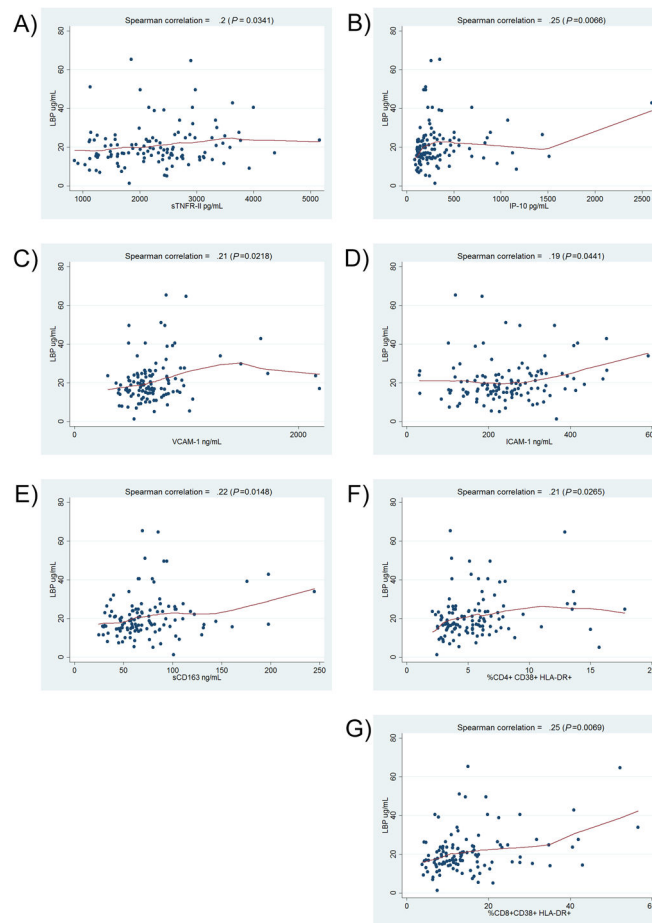 A)
Spearman correlation = .2 (P = 0.0341)
LBP ug/mL
0 20 40 60 80
1000 2000 3000 4000 5000
sTNFR-II pg/mL
B)
Spearman correlation = .25 (P=0.0066)
LBP ug/mL
0 20 40 60 80
0 500 1000 1500 2000 2500
IP-10 pg/mL
C)
Spearman correlation = .21 (P=0.0218)
LBP ug/mL
0 20 40 60 80
0 2000
VCAM-1 ng/mL
D)
Spearman correlation = .19 (P=0.0441)
LBP ug/mL
0 20 40 60 80
0 200 400 60
ICAM-1 ng/mL
E)
Spearman correlation = .22 (P=0.0148)
LBP ug/mL
0 20 40 60 80
0 50 100 150 200 250
sCD163 ng/mL
F)
Spearman correlation = .21 (P=0.0265)
LBP ug/mL
0 20 40 60 80
0 5 10 15 20
%CD4+ CD38+ HLA-DR+
G)
Spearman correlation = .25 (P=0.0069)
LBP ug/mL
0 20 40 60 80
0 20 40 60
%CD8+CD38+ HLA-DR+